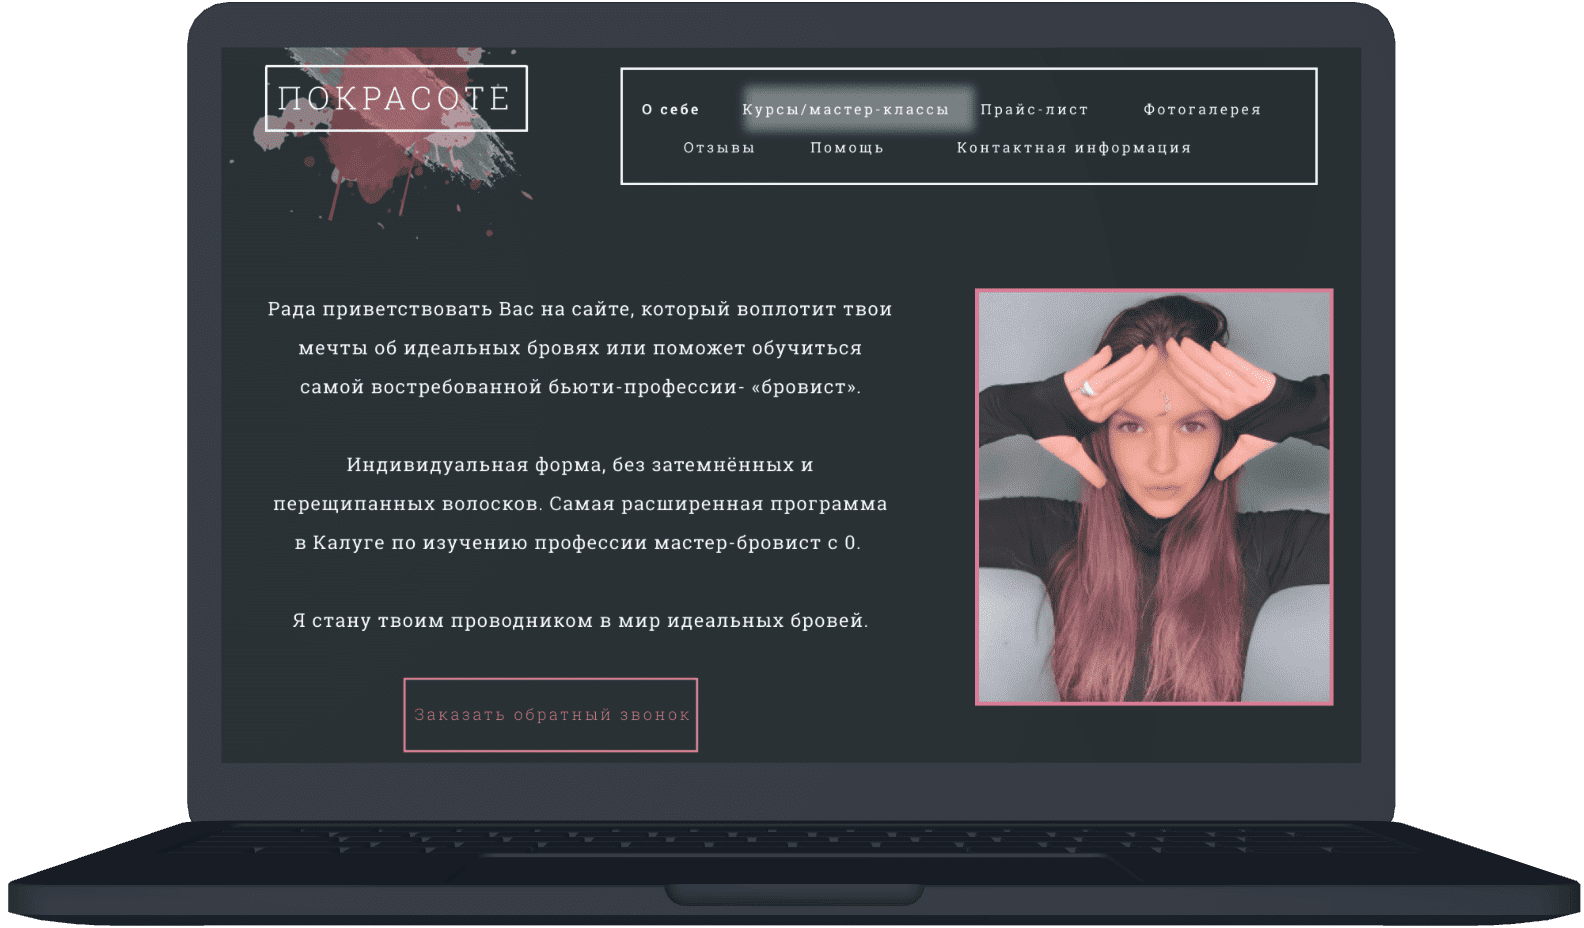 ПОКРАСОТЕ
О себе Курсы/мастер-классы Прайс-лист Фотогалерея
Отзывы Помощь Контактная информация
Рада приветствовать Вас на сайте, который воплотит твои
мечты об идеальных бровях или поможет обучиться
самой востребованной бьюти-профессии- «бровист».
Индивидуальная форма, без затемнённых и
перещипанных волосков. Самая расширенная программа
в Калуге по изучению профессии мастер-бровист с 0.
Я стану твоим проводником в мир идеальных бровей.
Заказать обратный звонок